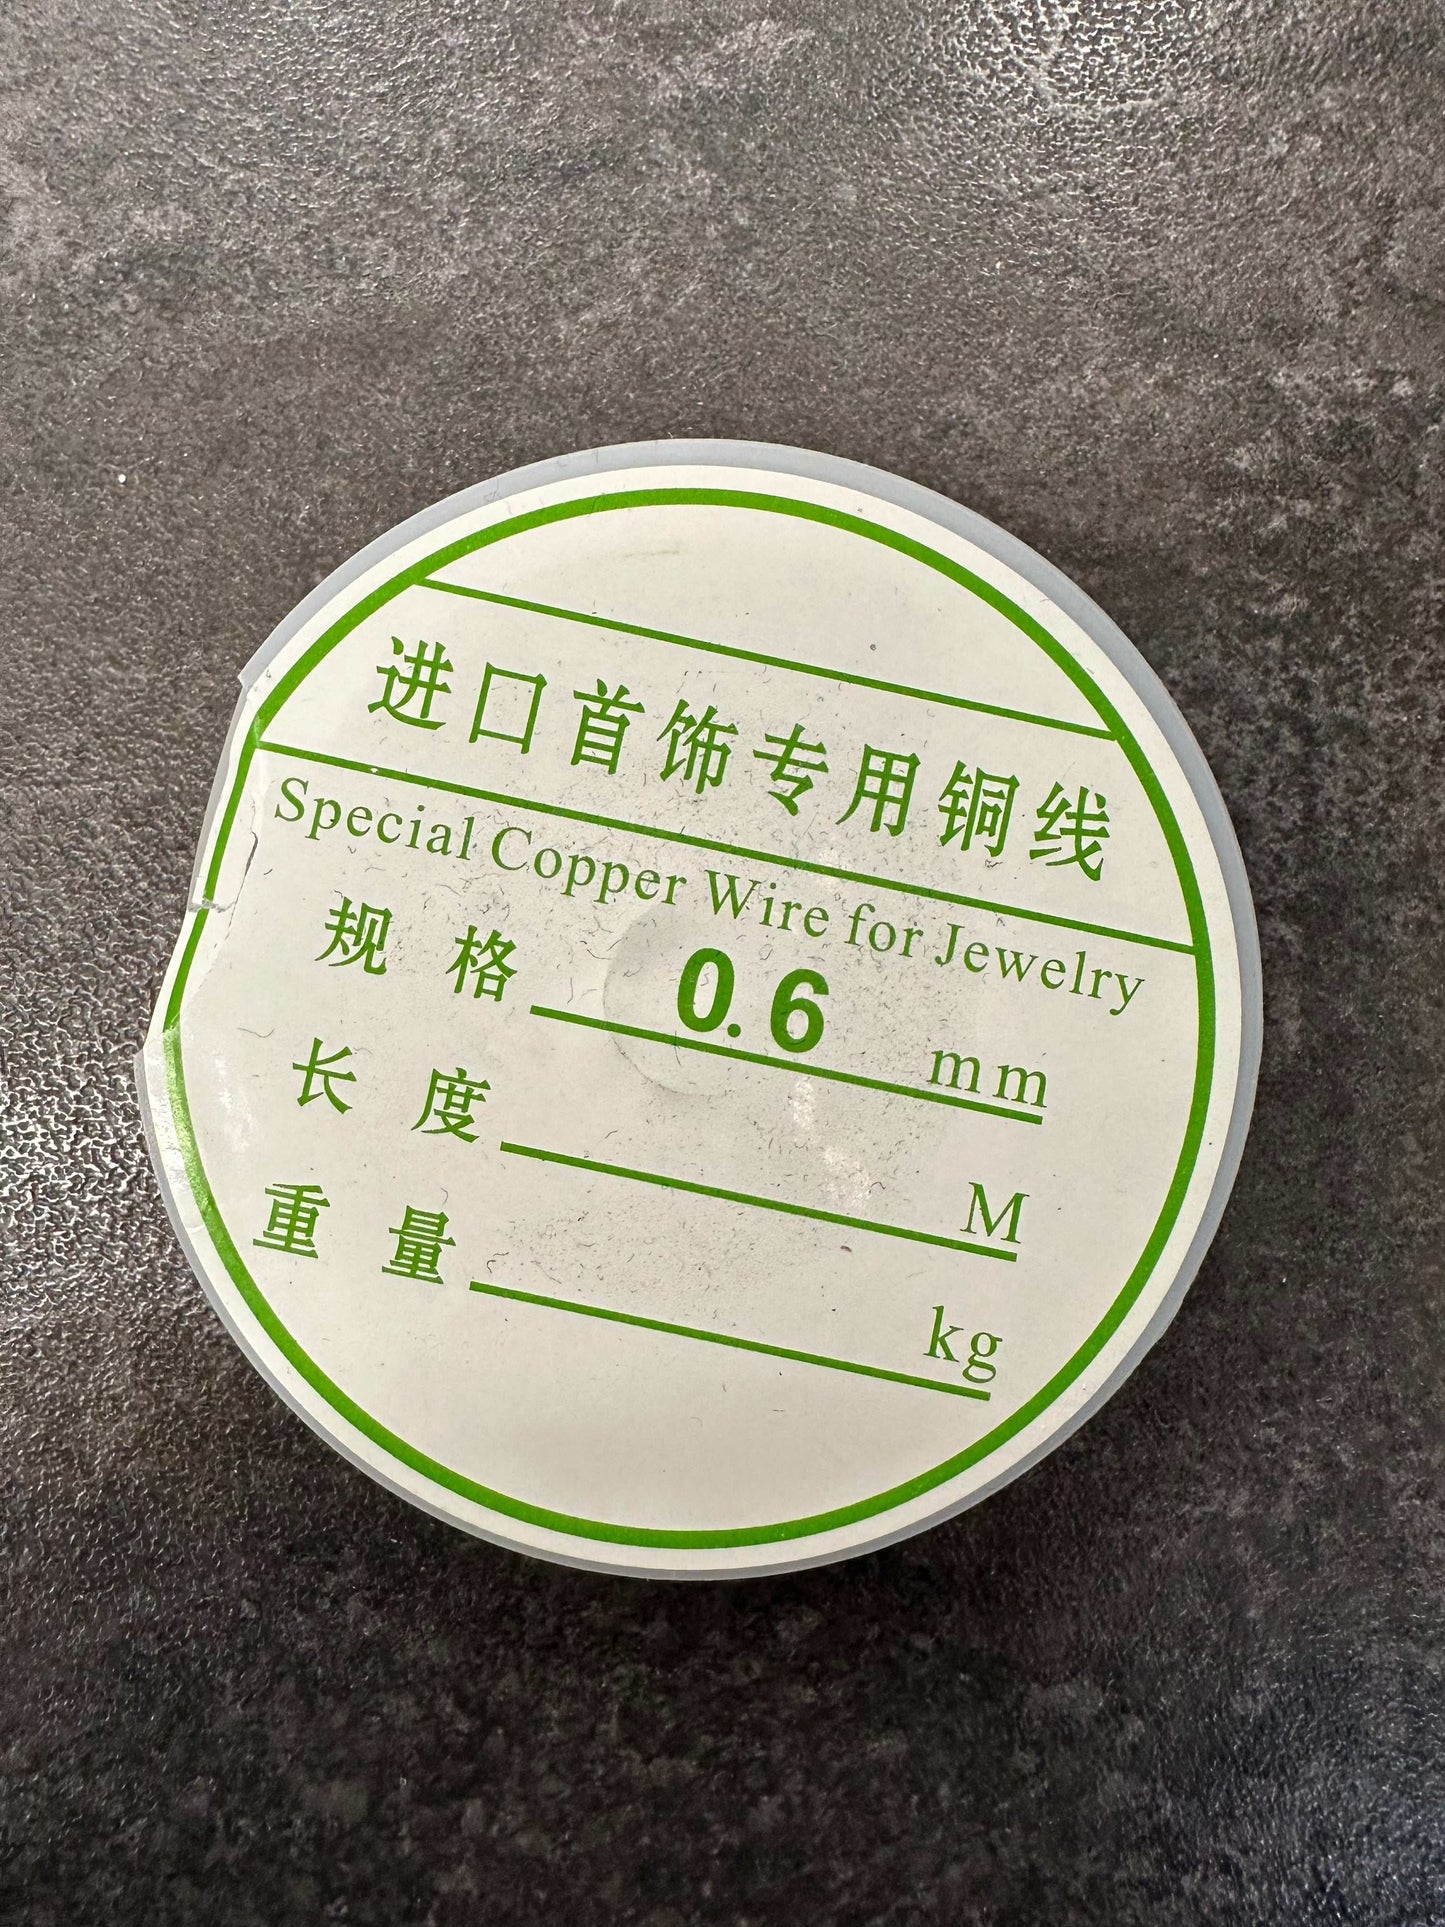 进口首饰专用铜线
Special Copper Wire for Jewelry
规 格 0.6 mm
长 度 M
重 量 kg